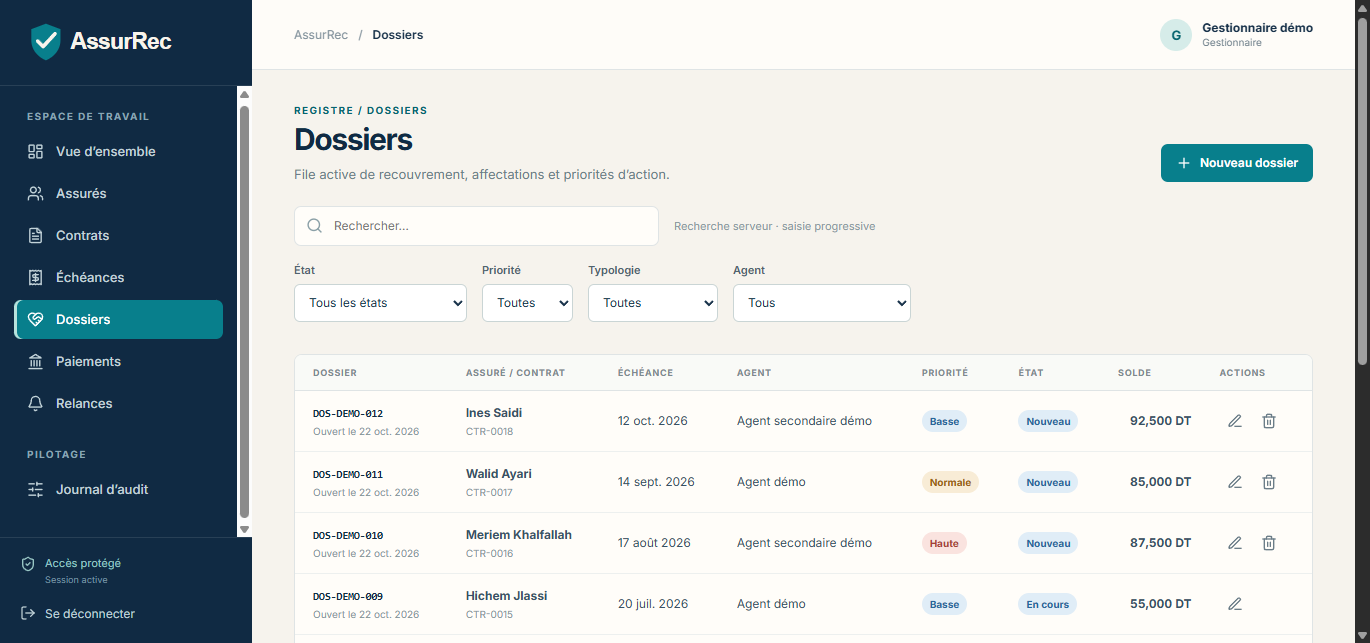 AssurRec
AssurRec / Dossiers
G
Gestionnaire démo
Gestionnaire
ESPACE DE TRAVAIL
Vue d’ensemble
Assurés
Contrats
Échéances
Dossiers
Paiements
Relances
PILOTAGE
Journal d’audit
Accès protégé
Session active
Se déconnecter
REGISTRE / DOSSIERS
Dossiers
File active de recouvrement, affectations et priorités d’action.
+ Nouveau dossier
Rechercher...
Recherche serveur · saisie progressive
État Priorité Typologie Agent
Tous les états Toutes Toutes Tous
DOSSIER ASSURÉ / CONTRAT ÉCHÉANCE AGENT PRIORITÉ ÉTAT SOLDE ACTIONS
DOS-DEMO-012 Ines Saidi 12 oct. 2026 Agent secondaire démo Basse Nouveau 92,500 DT
Ouvert le 22 oct. 2026 CTR-0018
DOS-DEMO-011 Walid Ayari 14 sept. 2026 Agent démo Normale Nouveau 85,000 DT
Ouvert le 22 oct. 2026 CTR-0017
DOS-DEMO-010 Meriem Khalfallah 17 août 2026 Agent secondaire démo Haute Nouveau 87,500 DT
Ouvert le 22 oct. 2026 CTR-0016
DOS-DEMO-009 Hichem Jlassi 20 juil. 2026 Agent démo Basse En cours 55,000 DT
Ouvert le 22 oct. 2026 CTR-0015